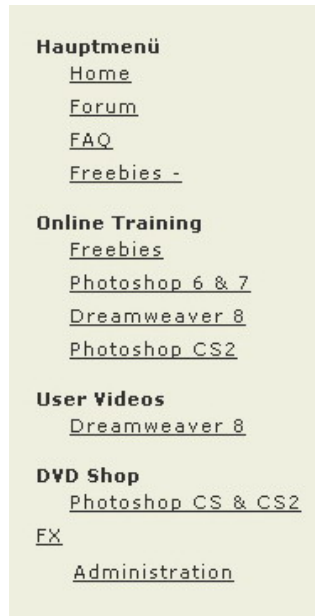 Hauptmenü
Home
Forum
FAQ
Freebies -
Online Training
Freebies
Photoshop 6 & 7
Dreamweaver 8
Photoshop CS2
User Videos
Dreamweaver 8
DVD Shop
Photoshop CS & CS2
FX
Administration